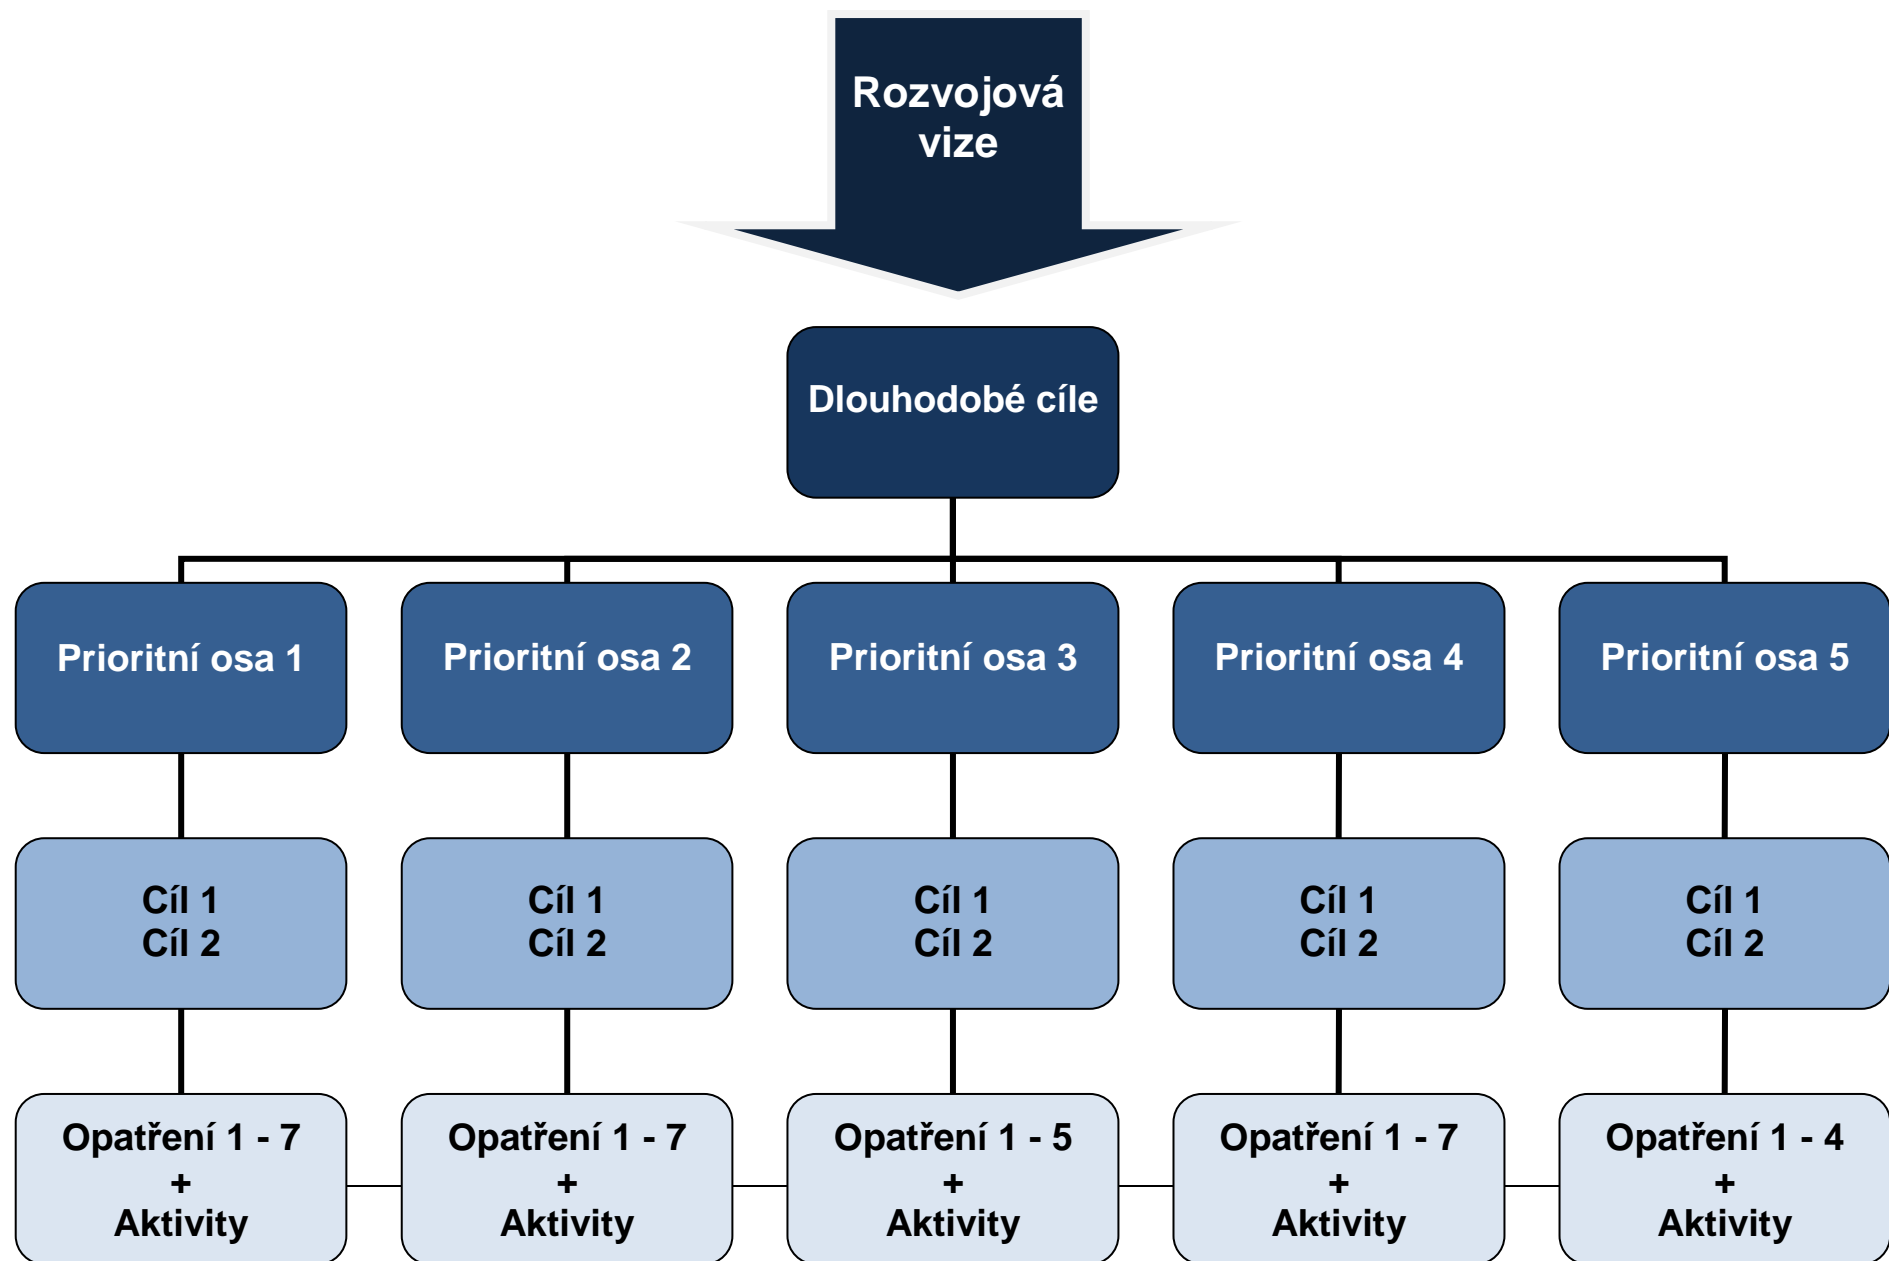 Rozvojová
vize
Dlouhodobé cíle
Prioritní osa 1
Prioritní osa 2
Prioritní osa 3
Prioritní osa 4
Prioritní osa 5
Cíl 1
Cíl 2
Cíl 1
Cíl 2
Cíl 1
Cíl 2
Cíl 1
Cíl 2
Cíl 1
Cíl 2
Opatření 1 - 7
+
Aktivity
Opatření 1 - 7
+
Aktivity
Opatření 1 - 5
+
Aktivity
Opatření 1 - 7
+
Aktivity
Opatření 1 - 4
+
Aktivity